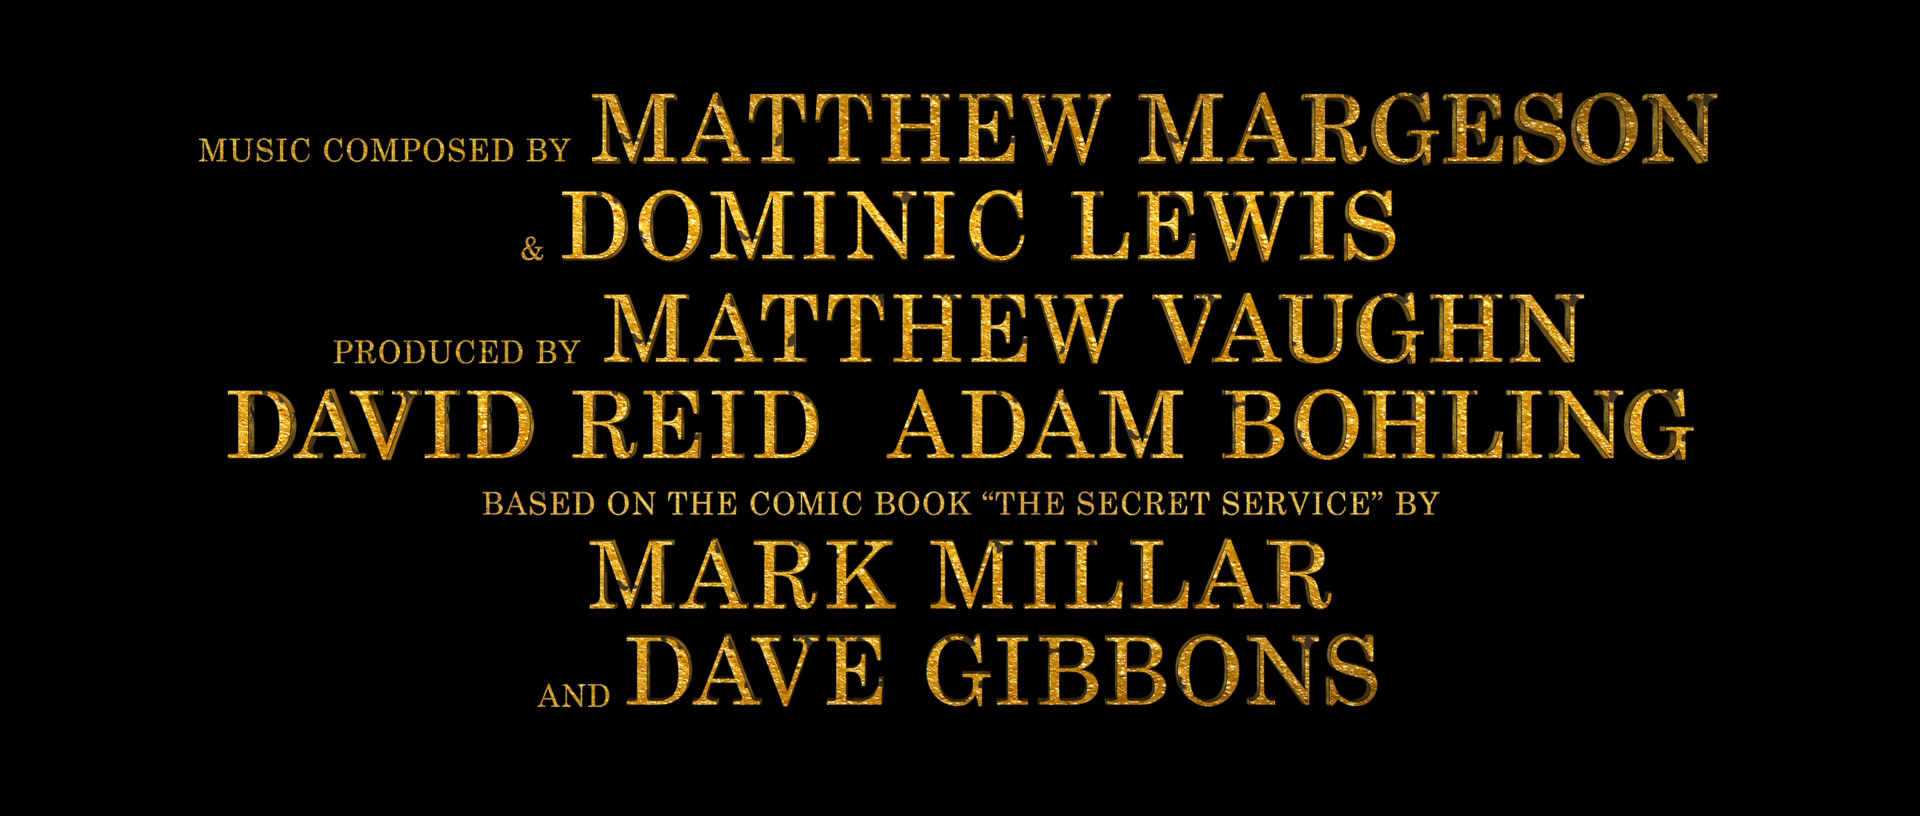 MUSIC COMPOSED BY MATTHEW MARGESON
& DOMINIC LEWIS
PRODUCED BY MATTHEW VAUGHN
DAVID REID ADAM BOHLING
BASED ON THE COMIC BOOK “THE SECRET SERVICE” BY
MARK MILLAR
AND DAVE GIBBONS